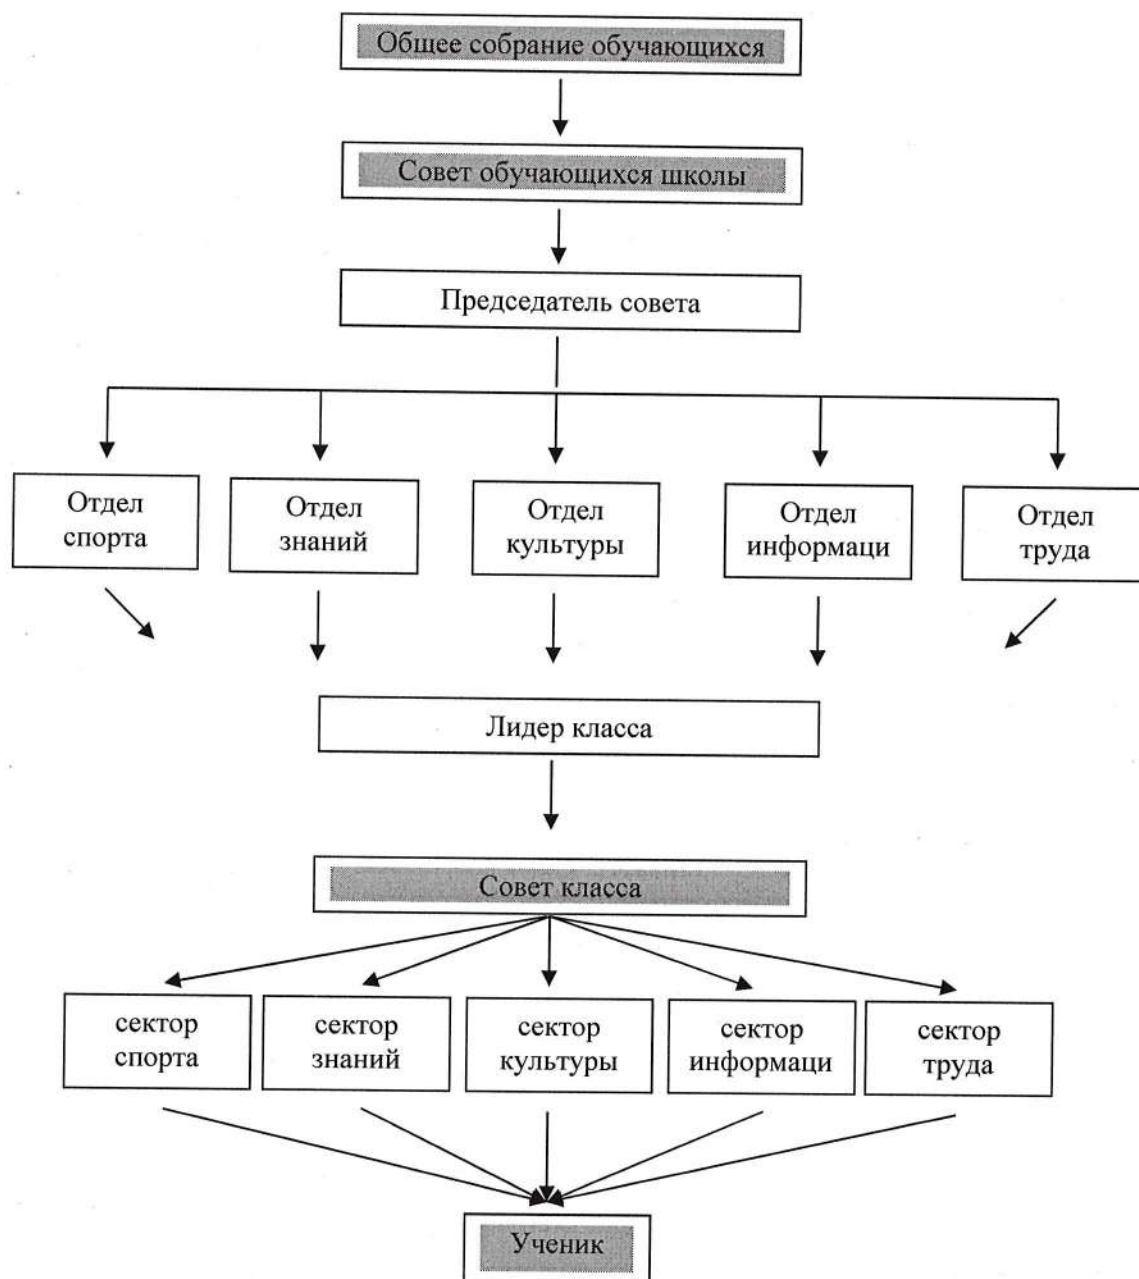 Общее собрание обучающихся
Совет обучающихся школы
Председатель совета
Отдел
спорта
Отдел
знаний
Отдел
культуры
Отдел
информаци
Отдел
труда
Лидер класса
Совет класса
сектор
спорта
сектор
знаний
сектор
культуры
сектор
информаци
сектор
труда
Ученик